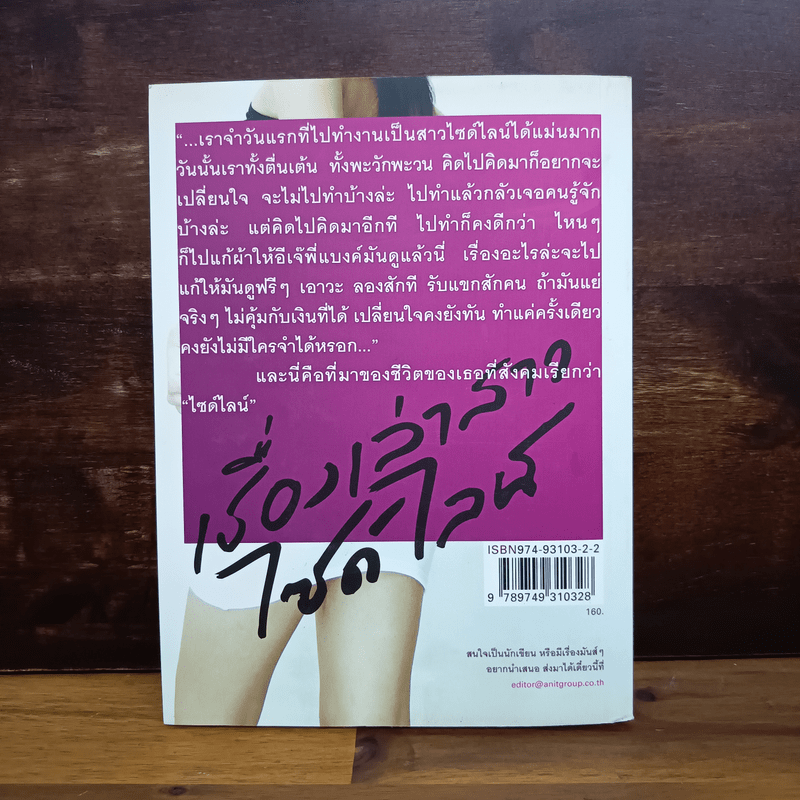 “...เราจำวันแรกที่ไปทำงานเป็นสาวไซด์ไลน์ได้แม่นมาก
วันนั้นเราทั้งตื่นเต้น ทั้งพะวักพะวน คิดไปคิดมาก็อยากจะ
เปลี่ยนใจ จะไม่ไปทำบ้างล่ะ ไปทำแล้วกลัวเจอคนรู้จัก
บ้างล่ะ แต่คิดไปคิดมาอีกที ไปทำก็คงดีกว่า ไหนๆ
ก็ไปแก้ผ้าให้อีเจ๊พี่แบงค์มันดูแล้วนี่ เรื่องอะไรล่ะจะไป
แก้ให้มันดูฟรีๆ เอาวะ ลองสักที รับแขกสักคน ถ้ามันแย่
จริงๆ ไม่คุ้มกับเงินที่ได้ เปลี่ยนใจคงยังทัน ทำแค่ครั้งเดียว
คงยังไม่มีใครจำได้หรอก...”
และนี่คือที่มาของชีวิตของเธอที่สังคมเรียกว่า
“ไซด์ไลน์”
เรื่องเล่าสาว
ไซด์ไลน์
ISBN974-93103-2-2
9 789749 310328
160.
สนใจเป็นนักเขียน หรือมีเรื่องมันส์ๆ
อยากนำเสนอ ส่งมาได้เดี๋ยวนี้ที่
editor@anitgroup.co.th